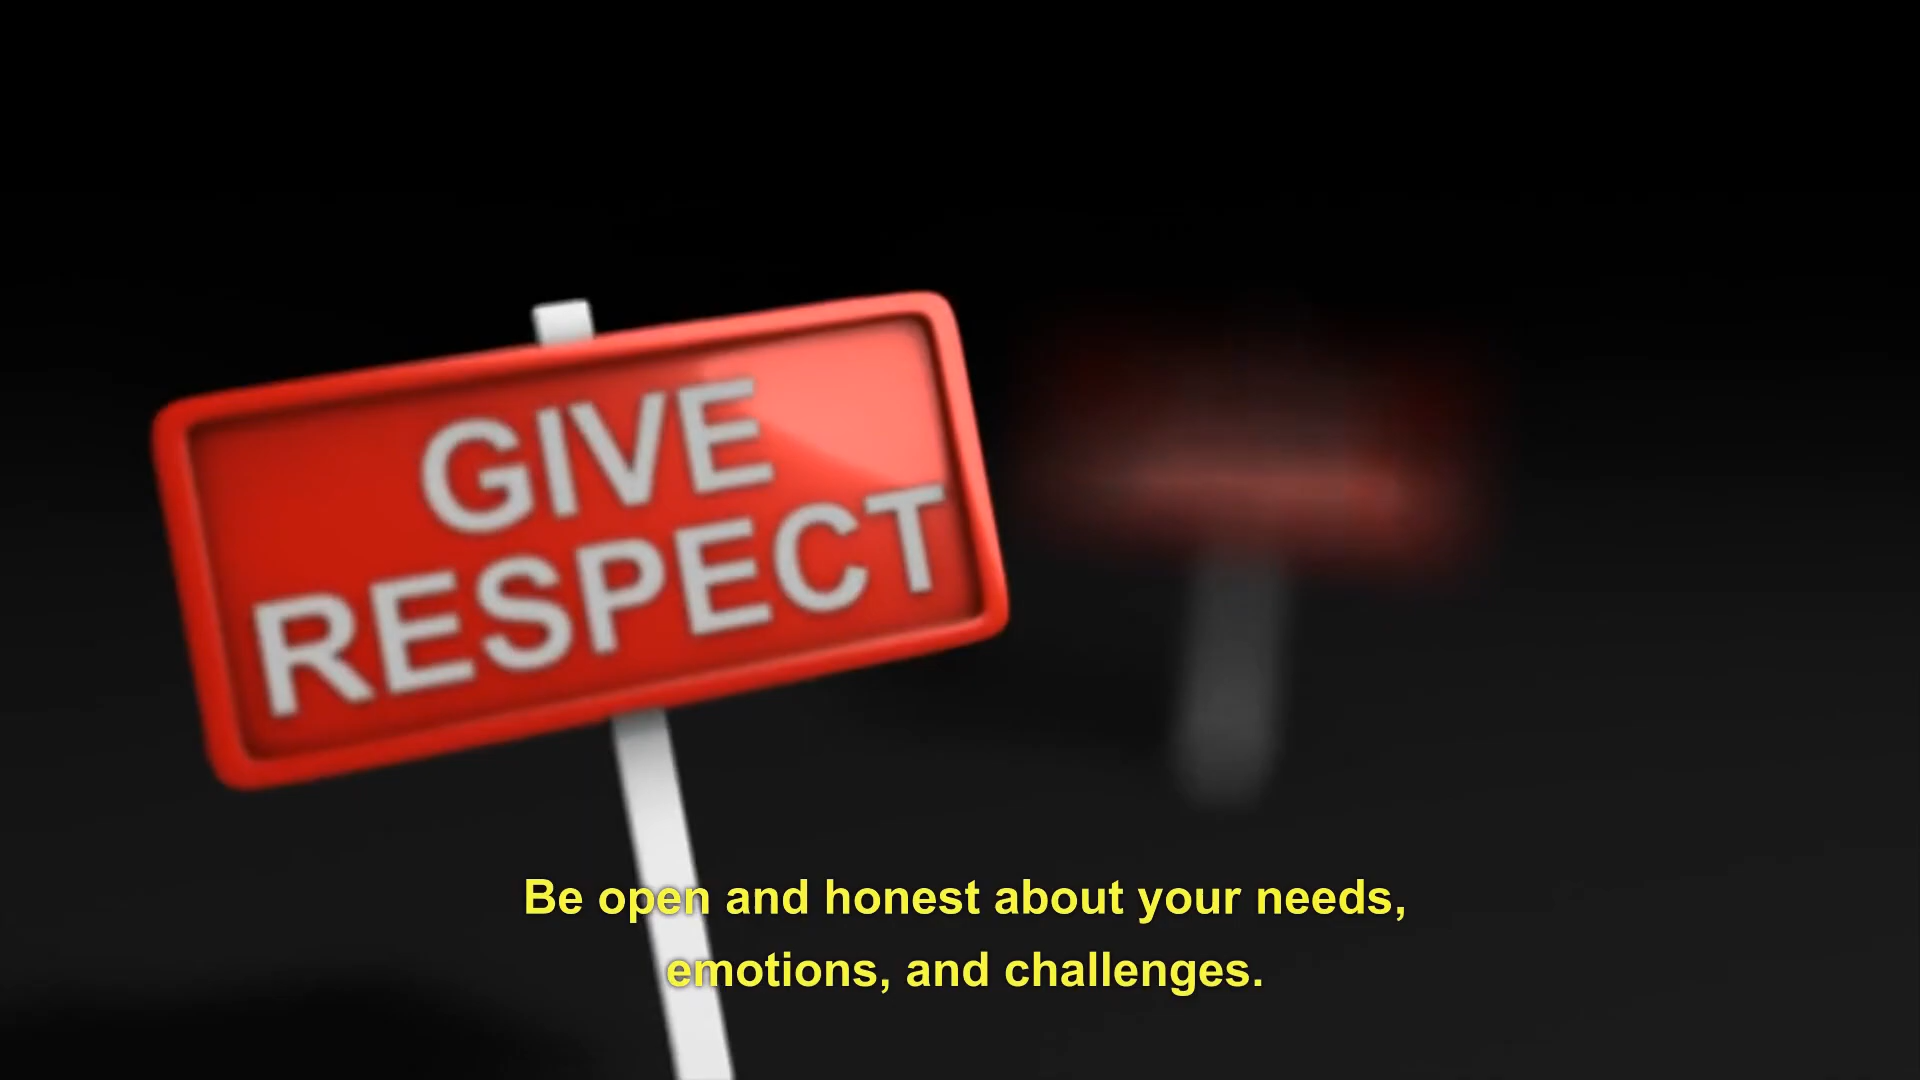 GIVE
RESPECT
Be open and honest about your needs,
emotions, and challenges.